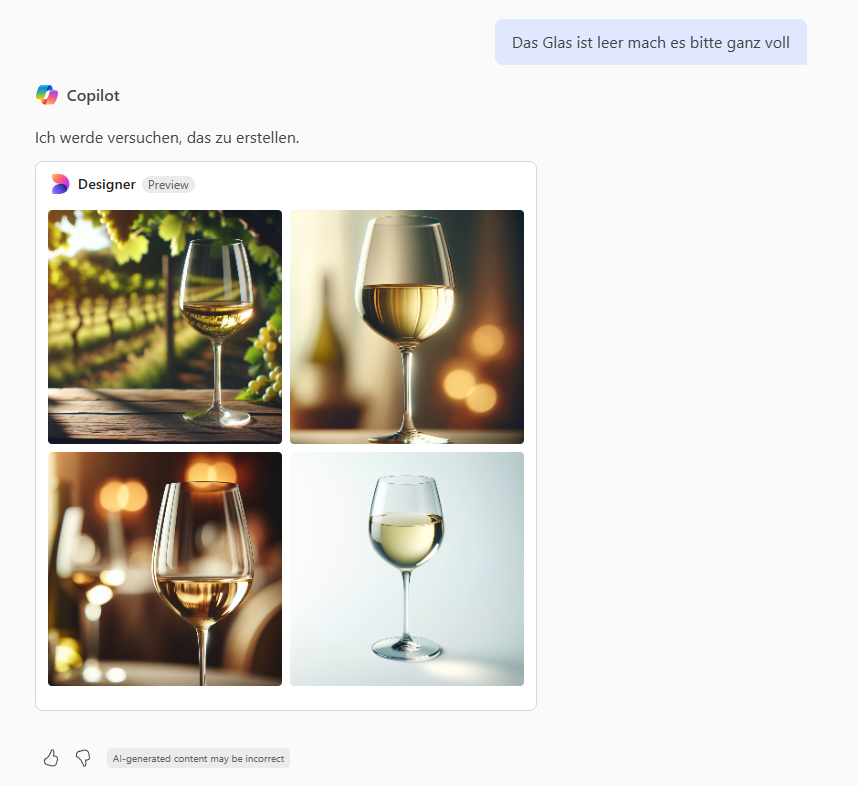 Das Glas ist leer mach es bitte ganz voll
Copilot
Ich werde versuchen, das zu erstellen.
Designer Preview
AI-generated content may be incorrect